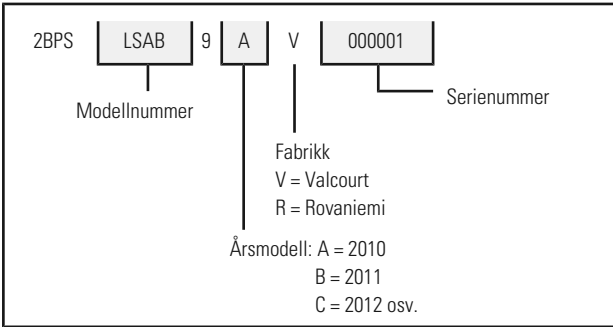 2BPS LSAB 9 A V 000001
Modellnummer
Serienummer
Fabrikk
V = Valcourt
R = Rovaniemi
Årsmodell: A = 2010
B = 2011
C = 2012 osv.